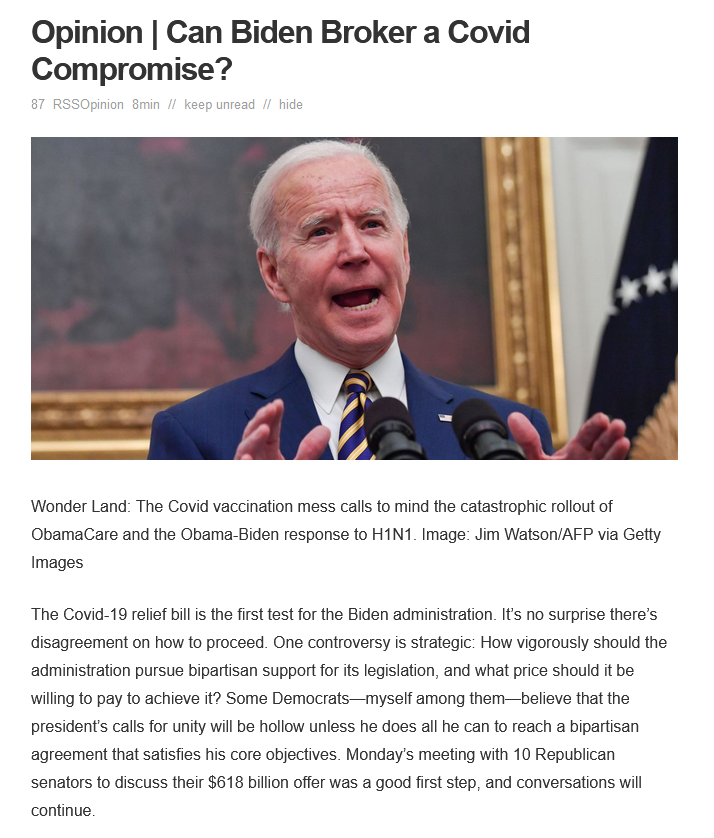 Opinion | Can Biden Broker a Covid
Compromise?
87 RSSOpinion 8min // keep unread // hide
Wonder Land: The Covid vaccination mess calls to mind the catastrophic rollout of
ObamaCare and the Obama-Biden response to H1N1. Image: Jim Watson/AFP via Getty
Images
The Covid-19 relief bill is the first test for the Biden administration. It’s no surprise there’s
disagreement on how to proceed. One controversy is strategic: How vigorously should the
administration pursue bipartisan support for its legislation, and what price should it be
willing to pay to achieve it? Some Democrats—myself among them—believe that the
president’s calls for unity will be hollow unless he does all he can to reach a bipartisan
agreement that satisfies his core objectives. Monday’s meeting with 10 Republican
senators to discuss their $618 billion offer was a good first step, and conversations will
continue.